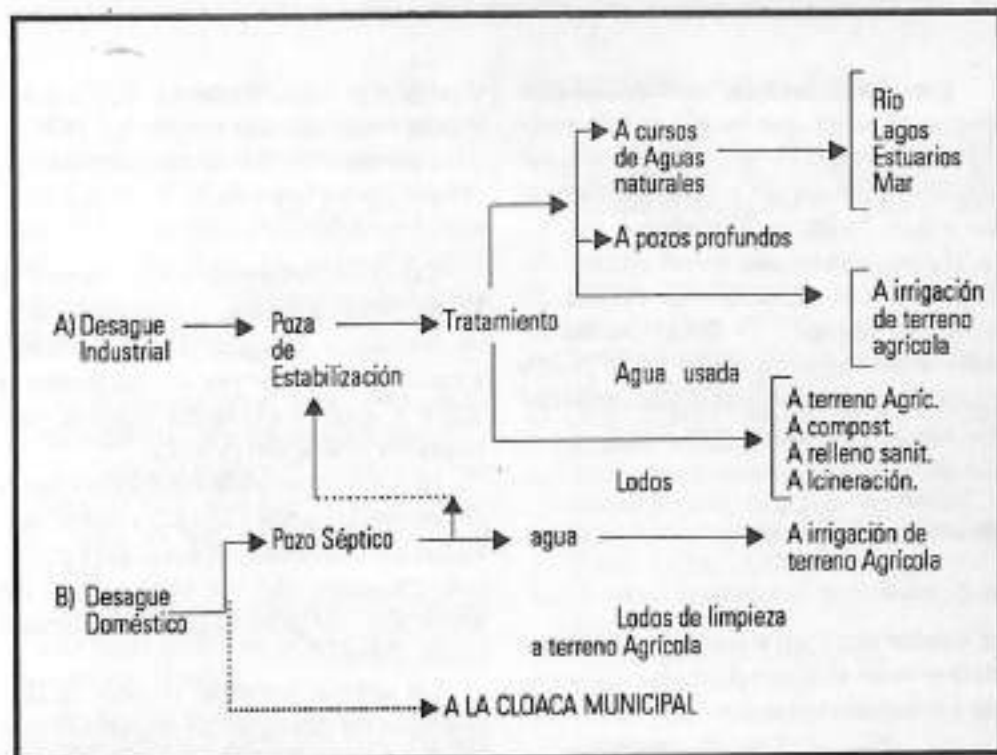 A cursos
de Aguas
naturales
Rio
Lagos
Estuarios
Mar
A pozos profundos
A irrigación
de terreno
agrícola
A) Desague
Industrial
Poza
de
Estabilización
Tratamiento
Agua usada
A terreno Agríc.
A compost.
A relleno sanit.
A Icineración.
Lodos
Pozo Séptico
agua
A irrigación de
terreno Agrícola
B) Desague
Doméstico
Lodos de limpieza
a terreno Agrícola
A LA CLOACA MUNICIPAL